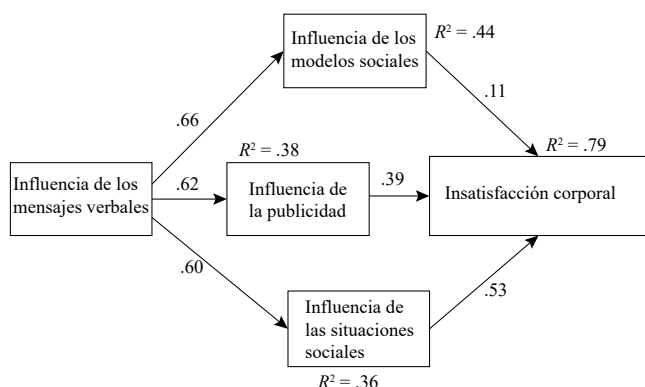 Influencia de los
modelos sociales
R² = .44
.66
.11
R² = .38
R² = .79
Influencia de los
mensajes verbales
.62
Influencia de
la publicidad
.39
Insatisfacción corporal
.60
.53
Influencia de
las situaciones
sociales
R² = .36